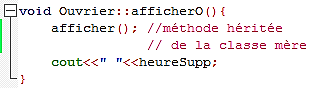 void Ouvrier::afficherO(){
afficher(); //méthode héritée
// de la classe mère
cout<<" "<<heureSupp;
}